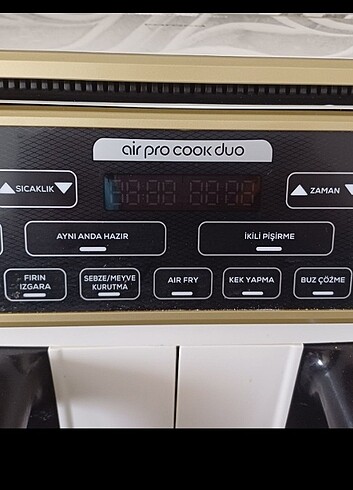 air pro cook duo
SICAKLIK
ZAMAN
AYNI ANDA HAZIR
İKİLİ PİŞİRME
FIRIN
IZGARA
SEBZE/MEYVE
KURUTMA
AIR FRY
KEK YAPMA
BUZ ÇÖZME